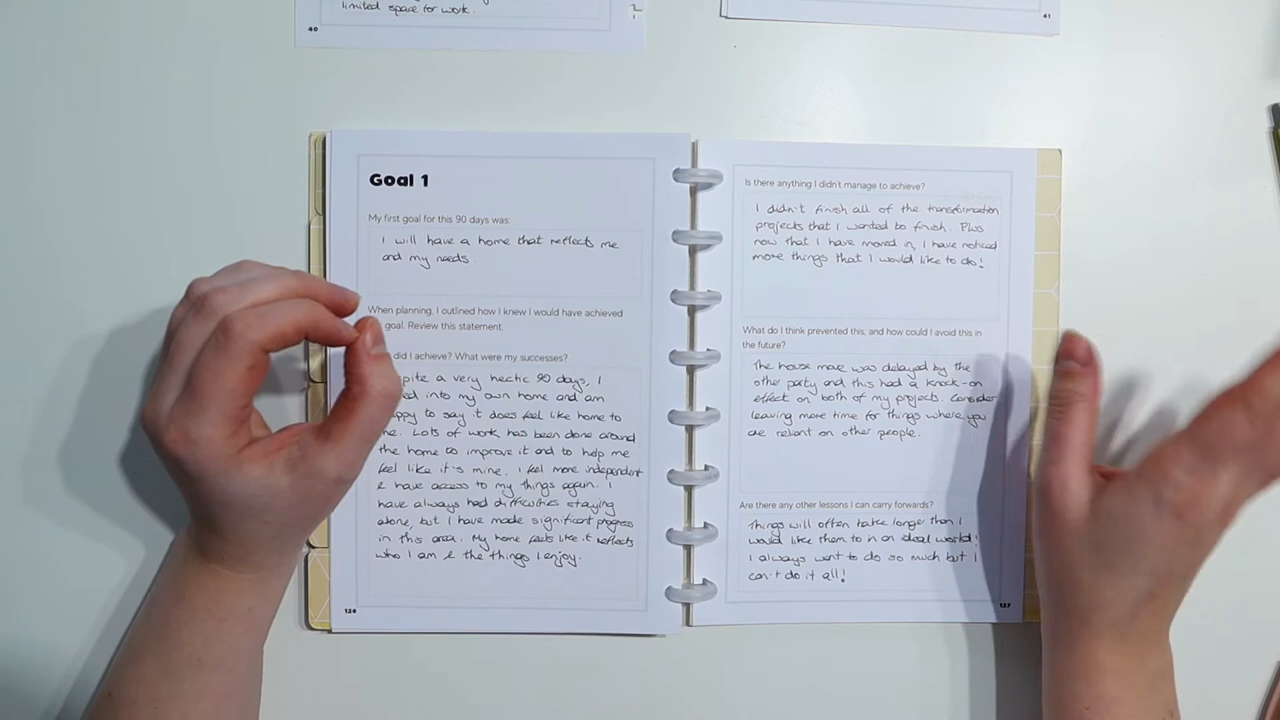 limited space for work.
40
41
Goal 1
My first goal for this 90 days was:
I will have a home that reflects me
and my needs.
When planning, I outlined how I knew I would have achieved
goal. Review this statement.
did I achieve? What were my successes?
pite a very hectic 90 days, I
ed into my own home and am
ppy to say it does feel like home to
me. Lots of work has been done around
the home to improve it and to help me
feel like it's mine. I feel more independent
& have access to my things again. I
have always had difficulties staying
alone, but I have made significant progress
in this area. My home feels like it reflects
who I am & the things I enjoy.
126
Is there anything I didn't manage to achieve?
I didn't finish all of the transformation
projects that I wanted to finish. Plus
now that I have moved in, I have noticed
more things that I would like to do!
What do I think prevented this, and how could I avoid this in
the future?
The house move was delayed by the
other party and this had a knock-on
effect on both of my projects. Consider
leaving more time for things where you
are reliant on other people.
Are there any other lessons I can carry forwards?
Things will often take longer than I
would like them to in an ideal world!
I always want to do so much but I
can't do it all!
127